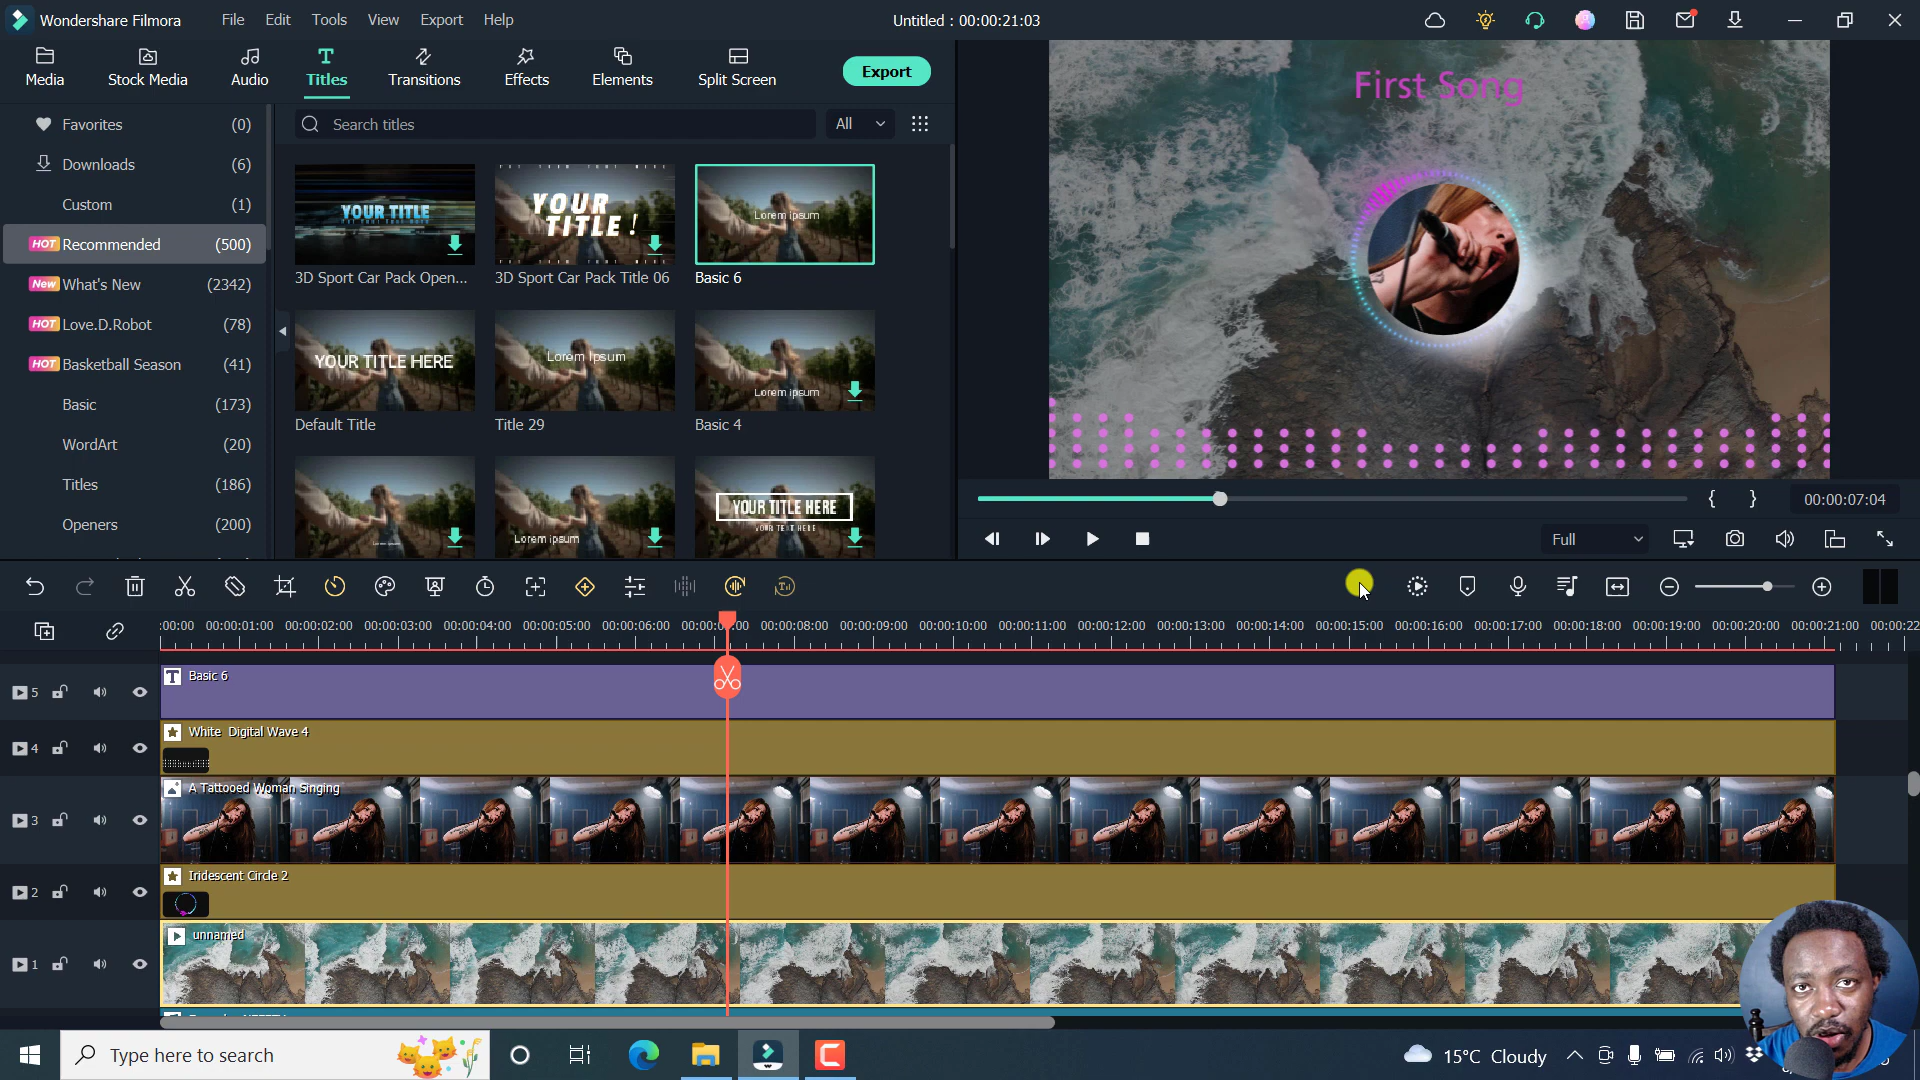 Wondershare Filmora
File Edit Tools View Export Help
Untitled : 00:00:21:03
Media Stock Media Audio Titles Transitions Effects Elements Split Screen
Export
Favorites (0)
Downloads (6)
Custom (1)
HOT Recommended (500)
New What's New (2342)
HOT Love.D.Robot (78)
HOT Basketball Season (41)
Basic (173)
WordArt (20)
Titles (186)
Openers (200)
Search titles
All
YOUR TITLE
3D Sport Car Pack Open...
YOUR TITLE!
3D Sport Car Pack Title 06
Lorem ipsum
Basic 6
YOUR TITLE HERE
Default Title
Lorem Ipsum
Title 29
Lorem ipsum
Basic 4
Lorem ipsum
YOUR TITLE HERE
First Song
{ } 00:00:07:04
Full
:00:00 00:00:01:00 00:00:02:00 00:00:03:00 00:00:04:00 00:00:05:00 00:00:06:00 00:00:08:00 00:00:09:00 00:00:10:00 00:00:11:00 00:00:12:00 00:00:13:00 00:00:14:00 00:00:15:00 00:00:16:00 00:00:17:00 00:00:18:00 00:00:19:00 00:00:20:00 00:00:21:00 00:00:22
5 T Basic 6
4 White Digital Wave 4
3 A Tattooed Woman Singing
2 Iridescent Circle 2
1 unnamed
Type here to search
15°C Cloudy